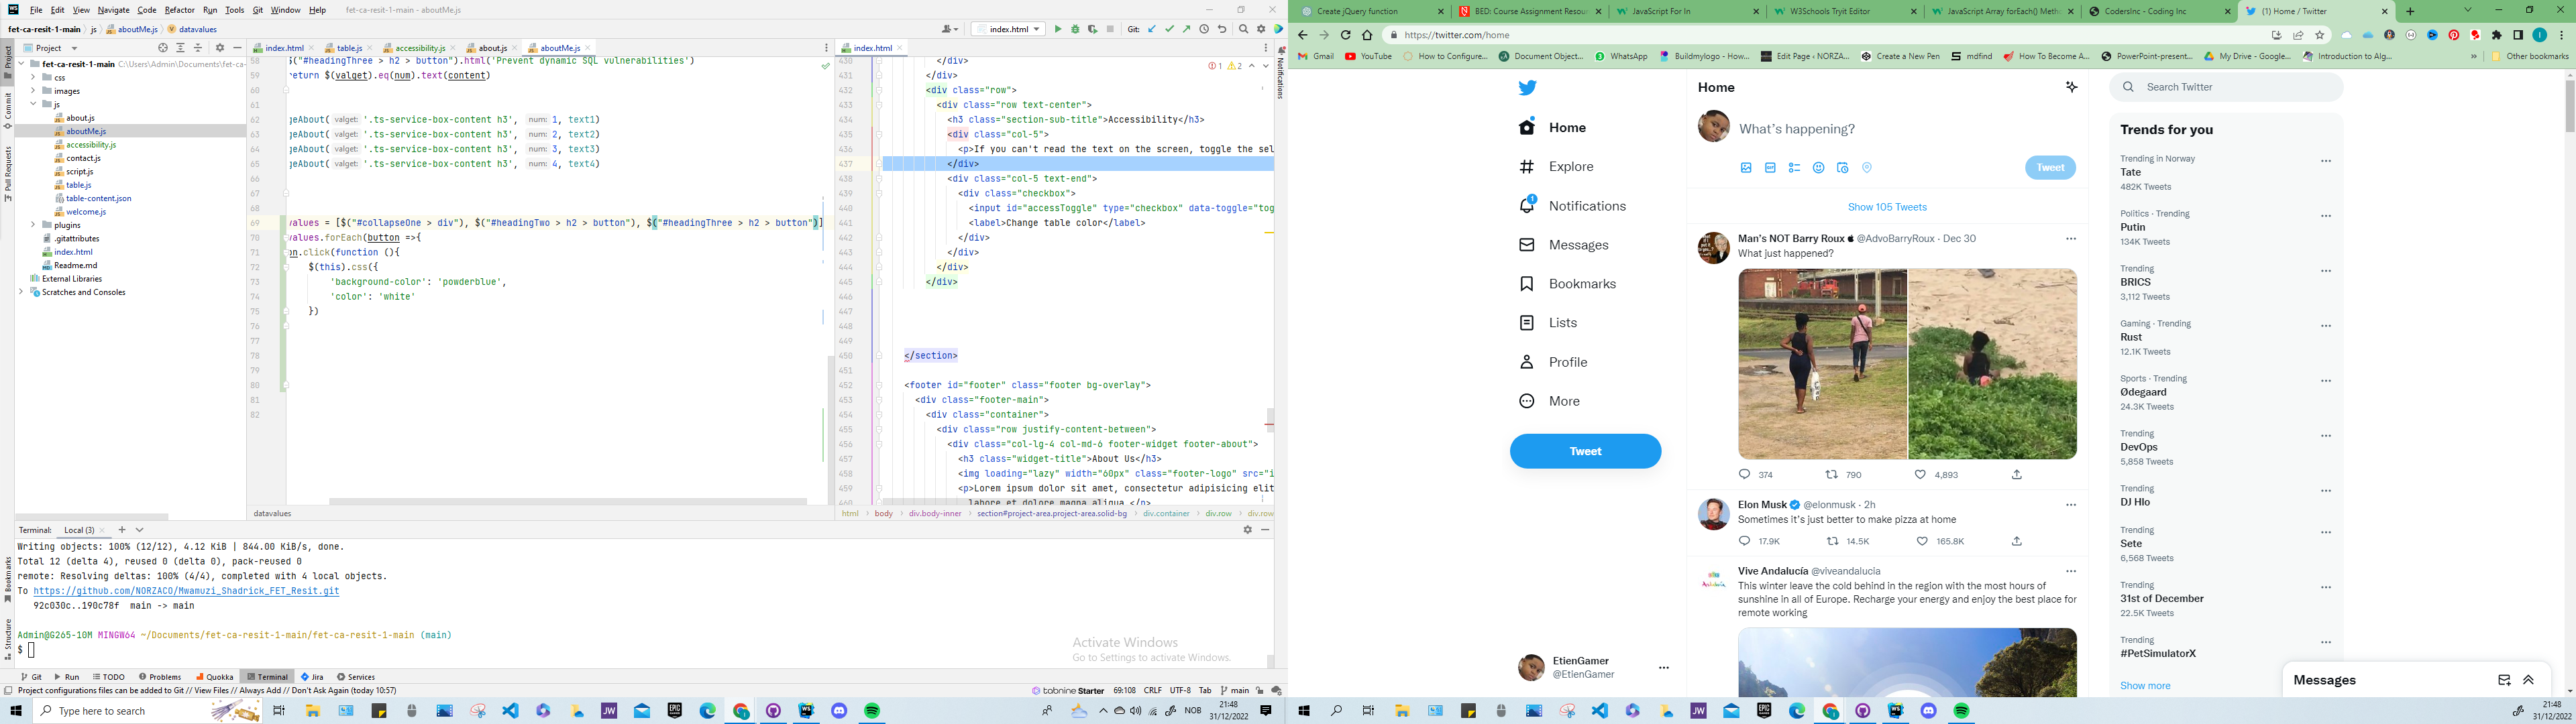 File Edit View Navigate Code Refactor Run Tools Git Window Help fet-ca-resit-1-main - aboutMe.js
fet-ca-resit-1-main js aboutMe.js datavalues
index.html Git:
Project
index.html table.js accessibility.js about.js aboutMe.js
index.html
fet-ca-resit-1-main C:\Users\Admin\Documents\fet-ca-
css
images
js
about.js
aboutMe.js
accessibility.js
contact.js
script.js
table.js
table-content.json
welcome.js
plugins
.gitattributes
index.html
Readme.md
External Libraries
Scratches and Consoles
Project
Commit
Pull Requests
Bookmarks
Structure
Notifications
58 $("#headingThree > h2 > button").html('Prevent dynamic SQL vulnerabilities')
59 return $(valget).eq(num).text(content)
60
61
62 geAbout( valget: '.ts-service-box-content h3', num: 1, text1)
63 geAbout( valget: '.ts-service-box-content h3', num: 2, text2)
64 geAbout( valget: '.ts-service-box-content h3', num: 3, text3)
65 geAbout( valget: '.ts-service-box-content h3', num: 4, text4)
66
67
68
69 values = [$("#collapseOne > div"), $("#headingTwo > h2 > button"), $("#headingThree > h2 > button")]
70 values.forEach(button =>{
71 on.click(function (){
72 $(this).css({
73 'background-color': 'powderblue',
74 'color': 'white'
75 })
76
77
78
79
80
81
82
datavalues
1 2
430 </div>
431 </div>
432 <div class="row">
433 <div class="row text-center">
434 <h3 class="section-sub-title">Accessibility</h3>
435 <div class="col-5">
436 <p>If you can't read the text on the screen, toggle the sel
437 </div>
438 <div class="col-5 text-end">
439 <div class="checkbox">
440 <input id="accessToggle" type="checkbox" data-toggle="tog
441 <label>Change table color</label>
442 </div>
443 </div>
444 </div>
445 </div>
446
447
448
449
450 </section>
451
452 <footer id="footer" class="footer bg-overlay">
453 <div class="footer-main">
454 <div class="container">
455 <div class="row justify-content-between">
456 <div class="col-lg-4 col-md-6 footer-widget footer-about">
457 <h3 class="widget-title">About Us</h3>
458 <img loading="lazy" width="60px" class="footer-logo" src="i
459 <p>Lorem ipsum dolor sit amet, consectetur adipisicing elit
460 labore et dolore magna aliqua.</p>
html body div.body-inner section#project-area.project-area.solid-bg div.container div.row div.row
Terminal: Local (3)
Writing objects: 100% (12/12), 4.12 KiB | 844.00 KiB/s, done.
Total 12 (delta 4), reused 0 (delta 0), pack-reused 0
remote: Resolving deltas: 100% (4/4), completed with 4 local objects.
To https://github.com/NORZACO/Mwamuzi_Shadrick_FET_Resit.git
92c030c..190c78f main -> main
Admin@G265-10M MINGW64 ~/Documents/fet-ca-resit-1-main/fet-ca-resit-1-main (main)
$
Activate Windows
Go to Settings to activate Windows.
Git Run TODO Problems Quokka Terminal Jira Services
Project configurations files can be added to Git // View Files // Always Add // Don't Ask Again (today 10:57)
tabnine Starter 69:108 CRLF UTF-8 Tab main
Type here to search
NOB
21:48
31/12/2022
Create jQuery function
BED: Course Assignment Resour
JavaScript For In
W3Schools Tryit Editor
JavaScript Array forEach() Metho
CodersInc - Coding Inc
(1) Home / Twitter
https://twitter.com/home
Gmail YouTube How to Configure... Document Object... WhatsApp Buildmylogo - How... Edit Page ‹ NORZA... Create a New Pen mdfind How To Become A... PowerPoint-present... My Drive - Google... Introduction to Alg... » Other bookmarks
Home
Explore
Notifications
1
Messages
Bookmarks
Lists
Profile
More
Tweet
EtienGamer
@EtienGamer
Home
What's happening?
Tweet
Show 105 Tweets
Man's NOT Barry Roux @AdvoBarryRoux · Dec 30
What just happened?
374 790 4,893
Elon Musk @elonmusk · 2h
Sometimes it's just better to make pizza at home
17.9K 14.5K 165.8K
Vive Andalucía @viveandalucia
This winter leave the cold behind in the region with the most hours of
sunshine in all of Europe. Recharge your energy and enjoy the best place for
remote working
Search Twitter
Trends for you
Trending in Norway
Tate
482K Tweets
Politics · Trending
Putin
134K Tweets
Trending
BRICS
3,112 Tweets
Gaming · Trending
Rust
12.1K Tweets
Sports · Trending
Ødegaard
24.3K Tweets
Trending
DevOps
5,858 Tweets
Trending
DJ Hlo
Trending
Sete
6,568 Tweets
Trending
31st of December
22.5K Tweets
Trending
#PetSimulatorX
Show more
Messages
21:48
31/12/2022